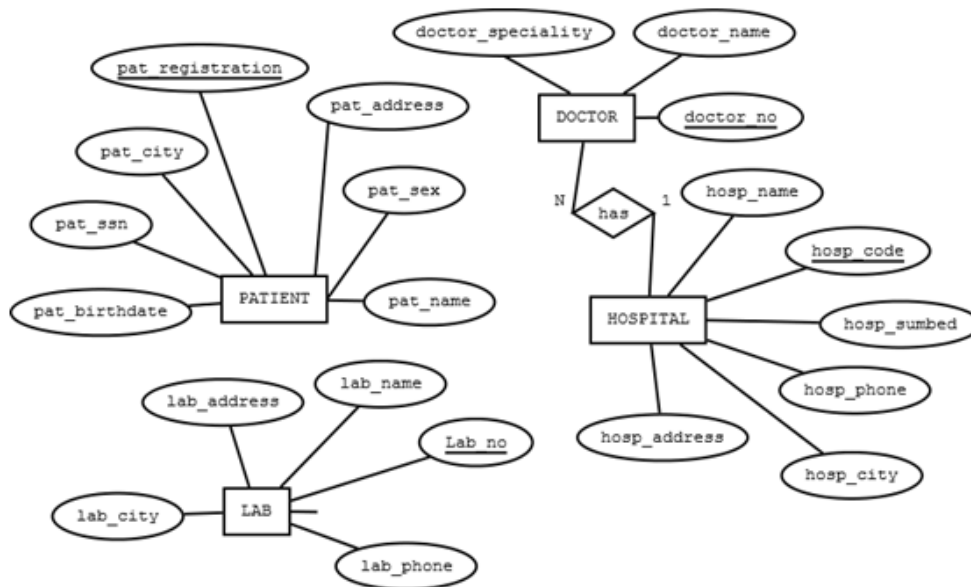 doctor_speciality
doctor_name
pat_registration
pat_address
DOCTOR
doctor_no
pat_city
pat_sex
hosp_name
N
has
1
pat_ssn
hosp_code
PATIENT
pat_birthdate
pat_name
HOSPITAL
hosp_sumbed
lab_name
lab_address
hosp_phone
Lab_no
hosp_address
hosp_city
lab_city
LAB
lab_phone